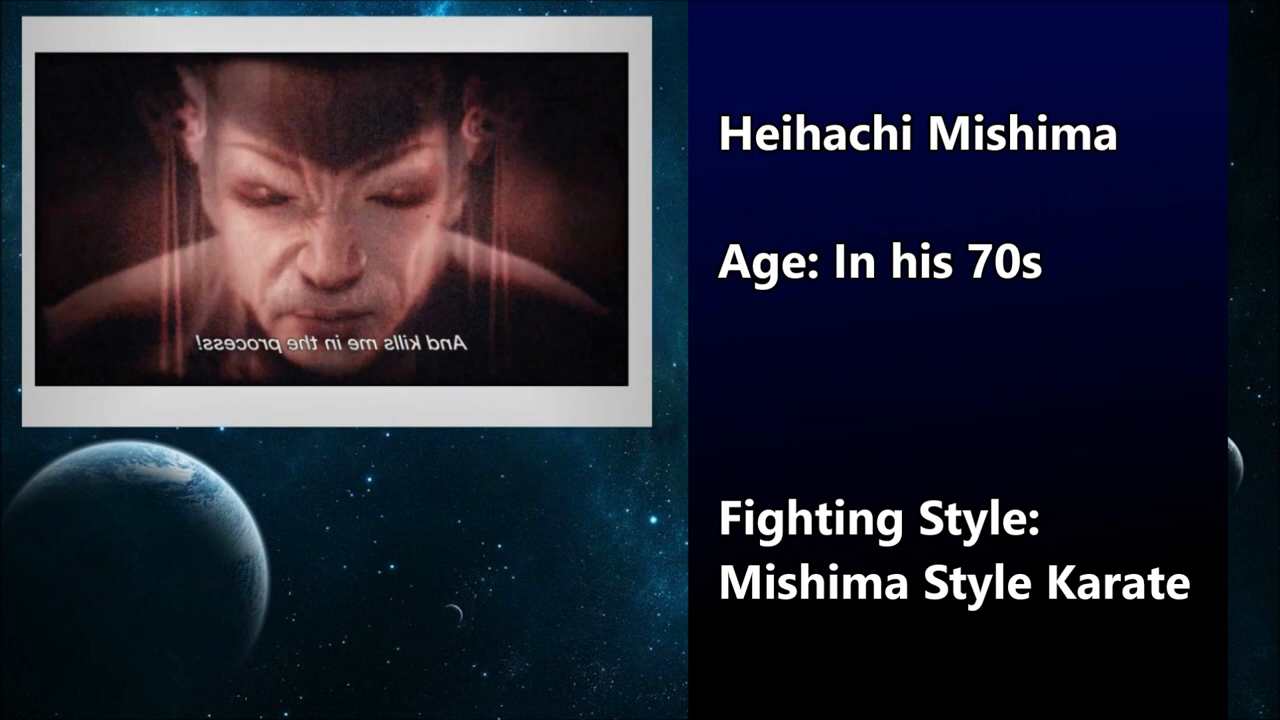 And kills me in the process!
Heihachi Mishima
Age: In his 70s
Fighting Style:
Mishima Style Karate